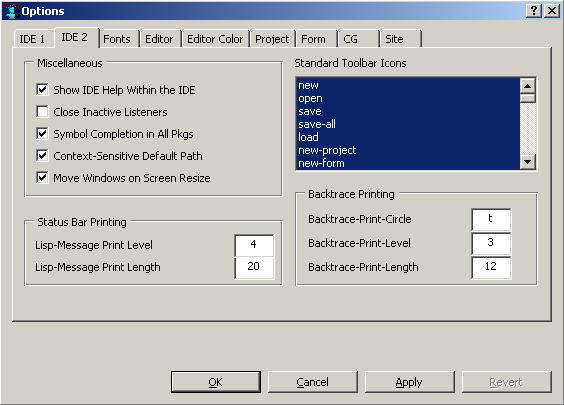 Options
IDE 1 IDE 2 Fonts Editor Editor Color Project Form CG Site
Miscellaneous
Show IDE Help Within the IDE
Close Inactive Listeners
Symbol Completion in All Pkgs
Context-Sensitive Default Path
Move Windows on Screen Resize
Standard Toolbar Icons
new
open
save
save-all
load
new-project
new-form
Status Bar Printing
Lisp-Message Print Level 4
Lisp-Message Print Length 20
Backtrace Printing
Backtrace-Print-Circle t
Backtrace-Print-Level 3
Backtrace-Print-Length 12
OK Cancel Apply Revert